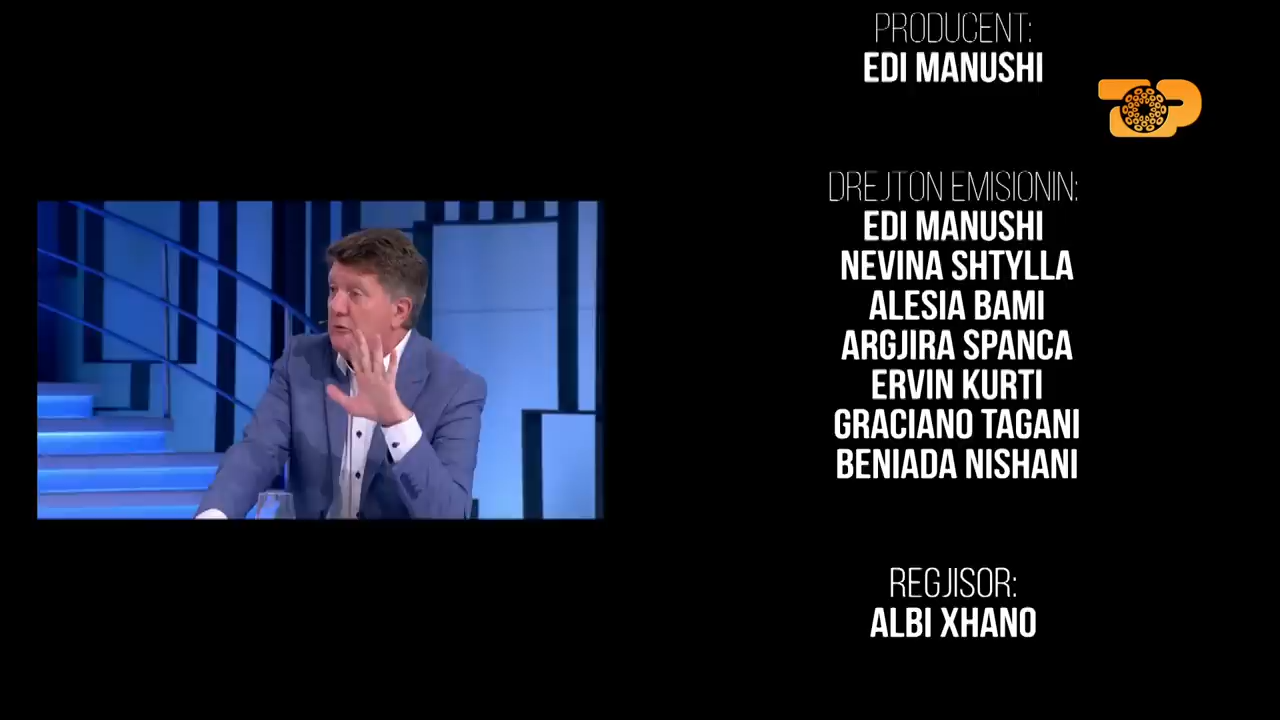 PRODUCENT:
EDI MANUSHI
DREJTON EMISIONIN:
EDI MANUSHI
NEVINA SHTYLLA
ALESIA BAMI
ARGJIRA SPANCA
ERVIN KURTI
GRACIANO TAGANI
BENIADA NISHANI
REGJISOR:
ALBI XHANO